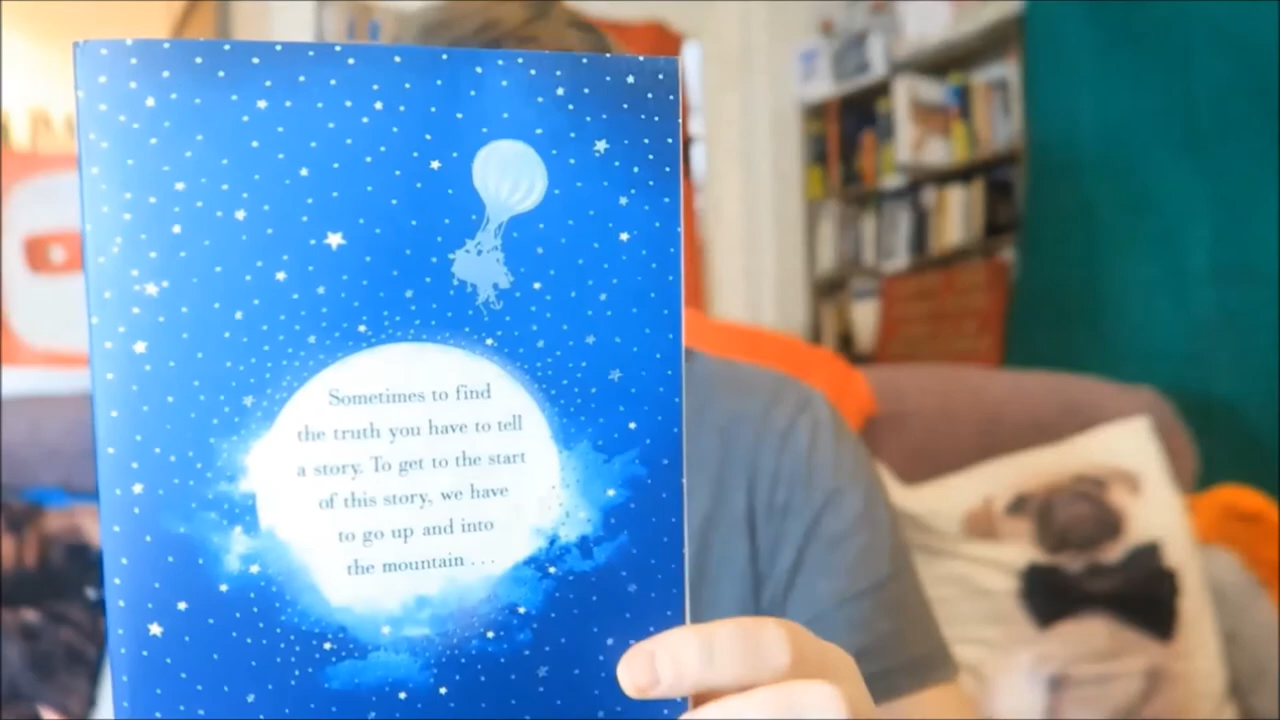 Sometimes to find
the truth you have to tell
a story. To get to the start
of this story, we have
to go up and into
the mountain . . .